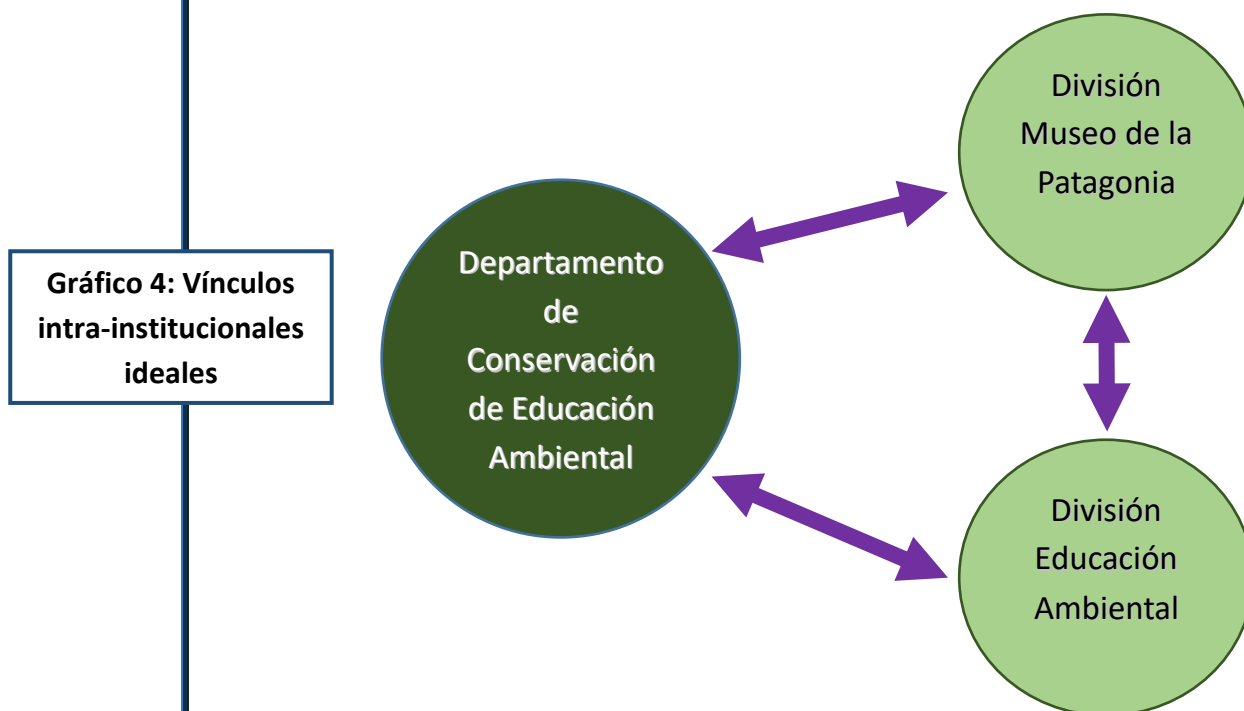 Gráfico 4: Vínculos
intra-institucionales
ideales
Departamento
de
Conservación
de Educación
Ambiental
División
Museo de la
Patagonia
División
Educación
Ambiental